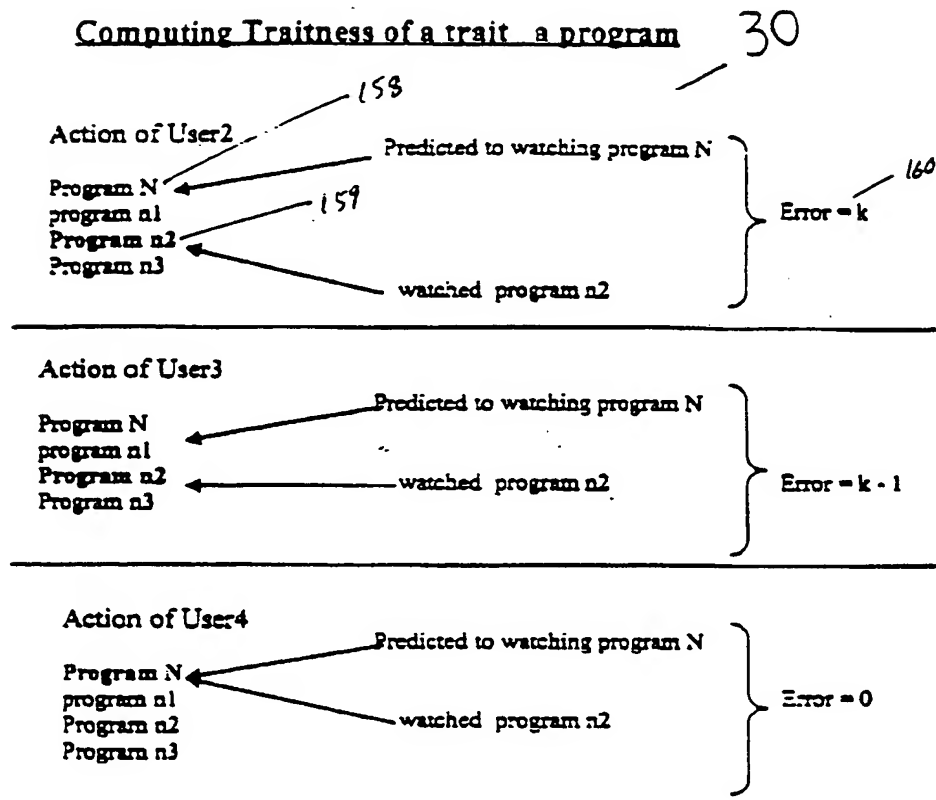 Computing Traitness of a trait a program
30
158
Action of User2
Predicted to watching program N
160
Program N
159
program n1
Error = k
Program n2
Program n3
watched program n2
Action of User3
Predicted to watching program N
Program N
program n1
Program n2
watched program n2
Error = k - 1
Program n3
Action of User4
Predicted to watching program N
Program N
program n1
Error = 0
Program n2
watched program n2
Program n3